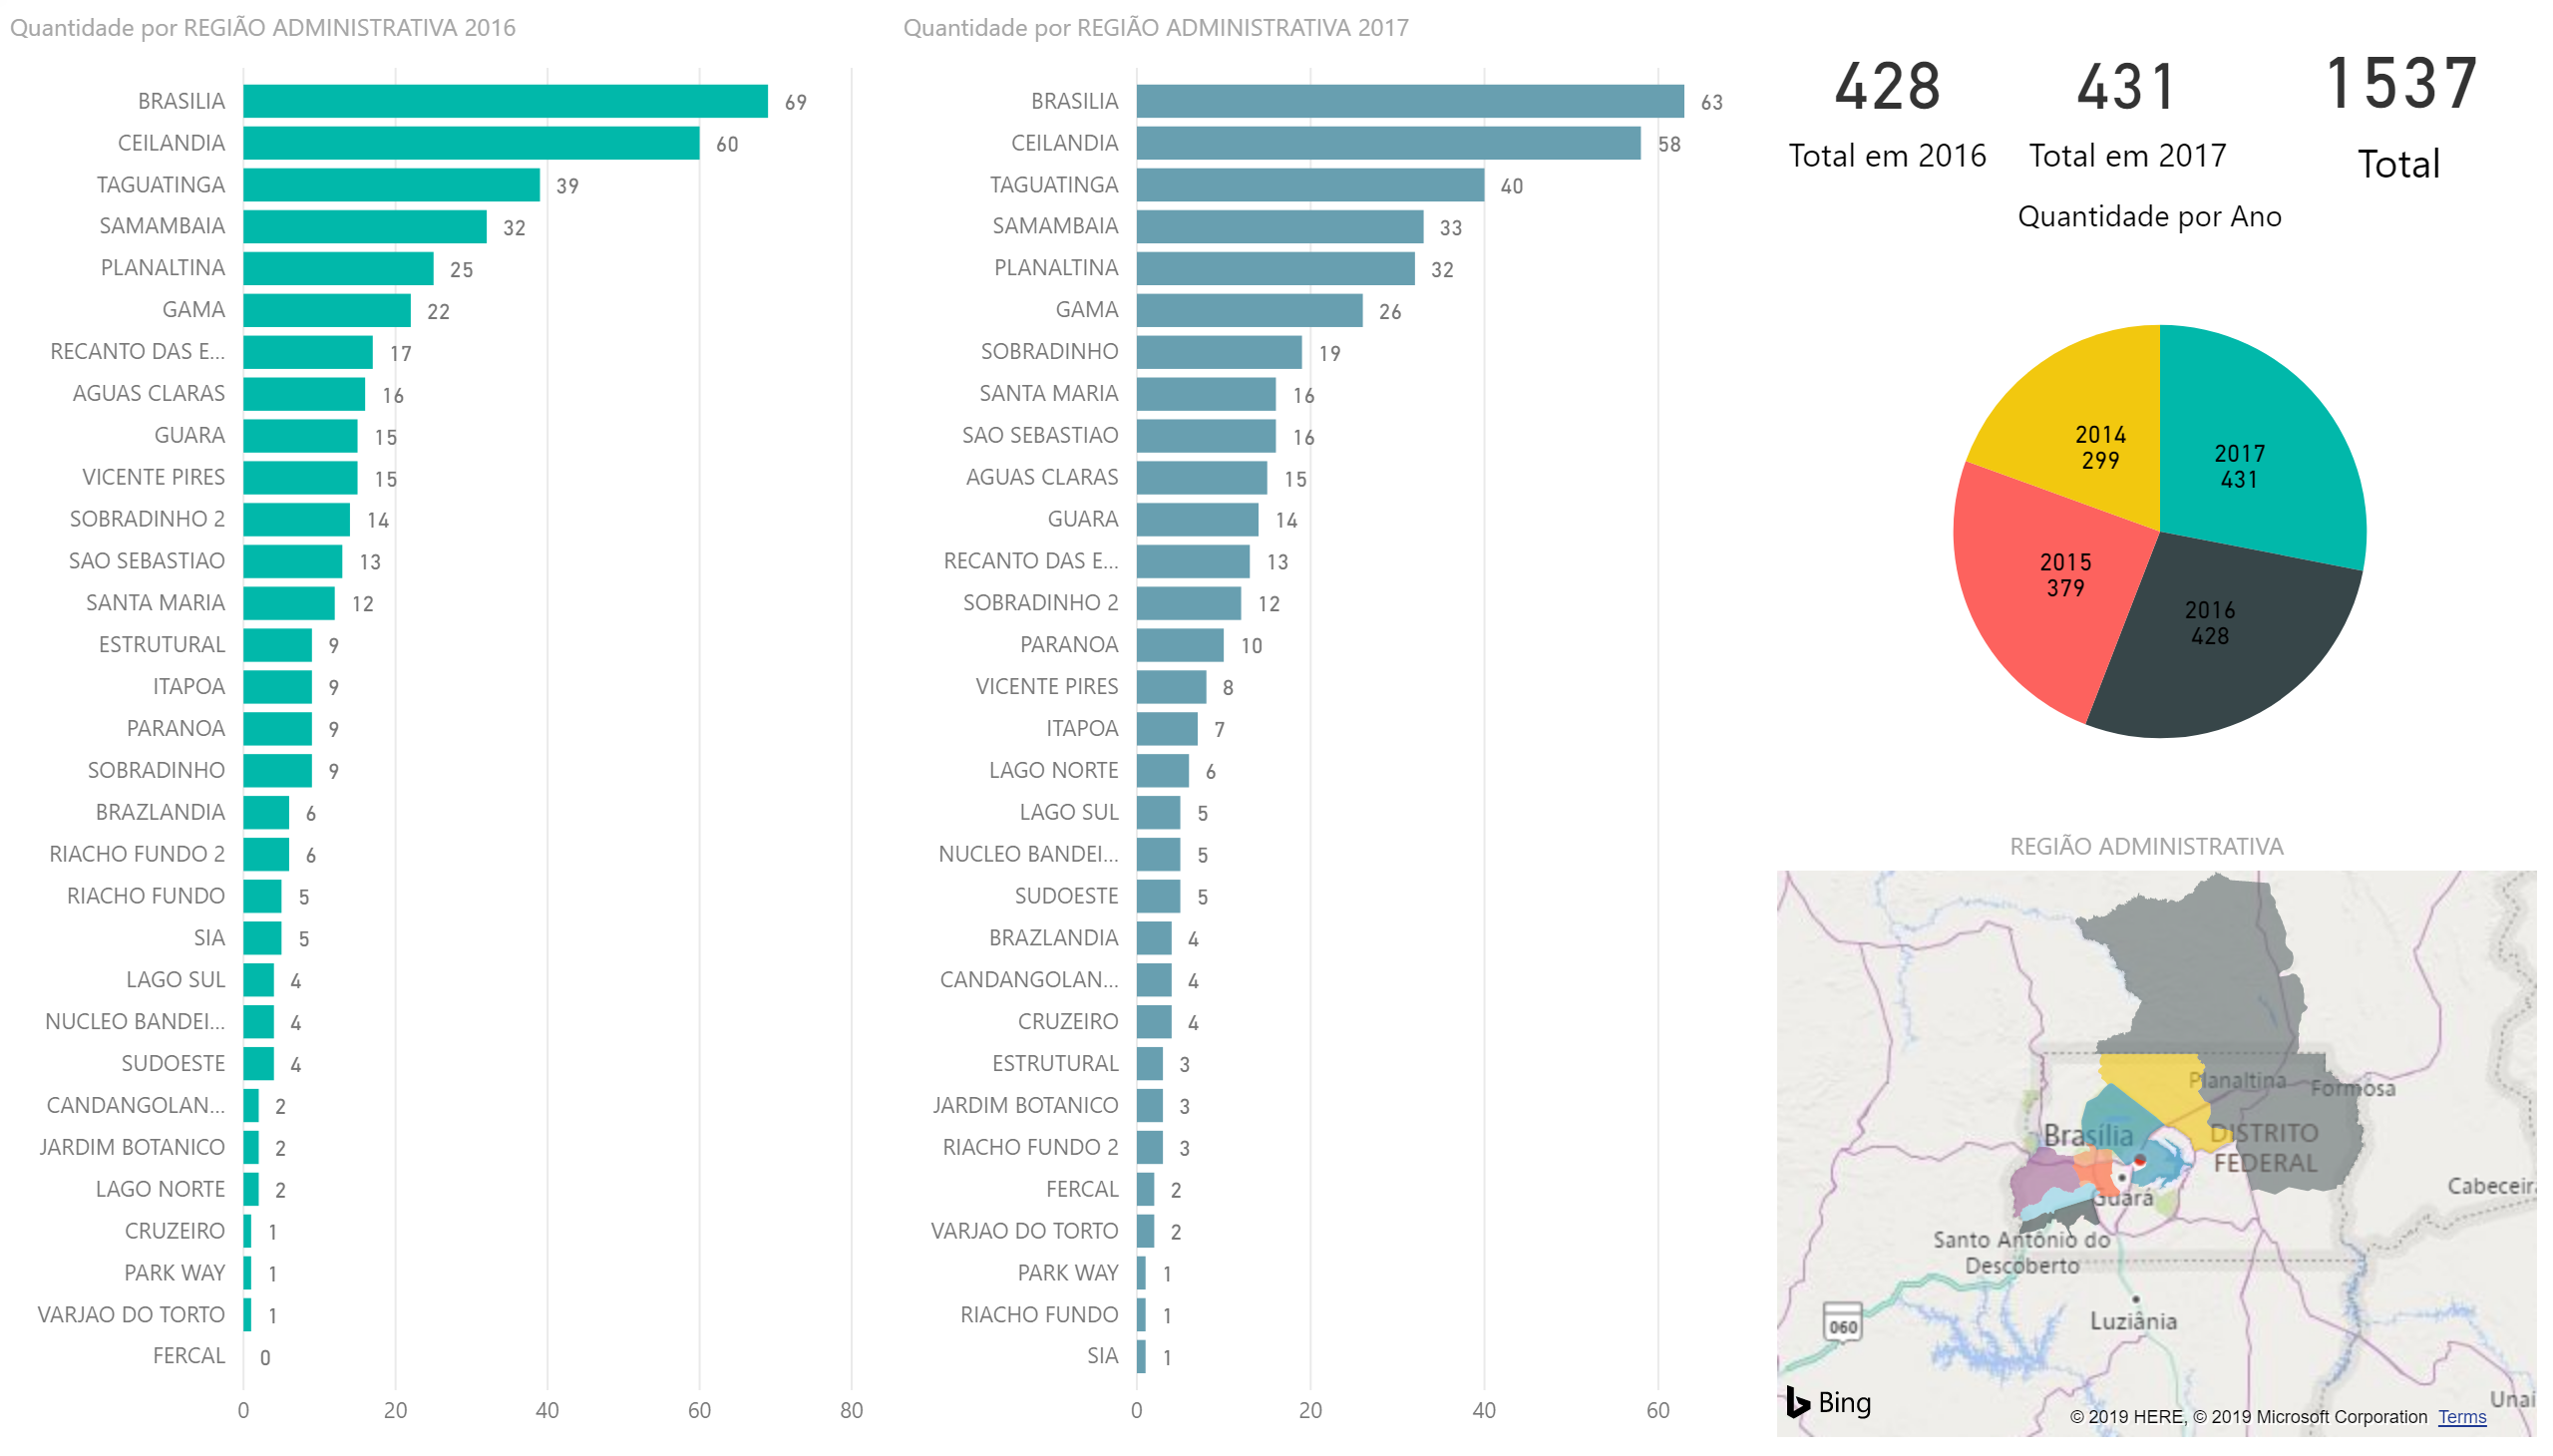 Quantidade por REGIÃO ADMINISTRATIVA 2016
BRASILIA 69
CEILANDIA 60
TAGUATINGA 39
SAMAMBAIA 32
PLANALTINA 25
GAMA 22
RECANTO DAS E... 17
AGUAS CLARAS 16
GUARA 15
VICENTE PIRES 15
SOBRADINHO 2 14
SAO SEBASTIAO 13
SANTA MARIA 12
ESTRUTURAL 9
ITAPOA 9
PARANOA 9
SOBRADINHO 9
BRAZLANDIA 6
RIACHO FUNDO 2 6
RIACHO FUNDO 5
SIA 5
LAGO SUL 4
NUCLEO BANDEI... 4
SUDOESTE 4
CANDANGOLAN... 2
JARDIM BOTANICO 2
LAGO NORTE 2
CRUZEIRO 1
PARK WAY 1
VARJAO DO TORTO 1
FERCAL 0
0 20 40 60 80
Quantidade por REGIÃO ADMINISTRATIVA 2017
BRASILIA 63
CEILANDIA 58
TAGUATINGA 40
SAMAMBAIA 33
PLANALTINA 32
GAMA 26
SOBRADINHO 19
SANTA MARIA 16
SAO SEBASTIAO 16
AGUAS CLARAS 15
GUARA 14
RECANTO DAS E... 13
SOBRADINHO 2 12
PARANOA 10
VICENTE PIRES 8
ITAPOA 7
LAGO NORTE 6
LAGO SUL 5
NUCLEO BANDEI... 5
SUDOESTE 5
BRAZLANDIA 4
CANDANGOLAN... 4
CRUZEIRO 4
ESTRUTURAL 3
JARDIM BOTANICO 3
RIACHO FUNDO 2 3
FERCAL 2
VARJAO DO TORTO 2
PARK WAY 1
RIACHO FUNDO 1
SIA 1
0 20 40 60
428 431 1537
Total em 2016 Total em 2017 Total
Quantidade por Ano
2014
299
2017
431
2015
379
2016
428
REGIÃO ADMINISTRATIVA
Planaltina
Formosa
Brasília
DISTRITO
FEDERAL
Cabeceir
Guará
Santo Antônio do
Descoberto
060
Luziânia
Unaí
Bing
© 2019 HERE, © 2019 Microsoft Corporation Terms